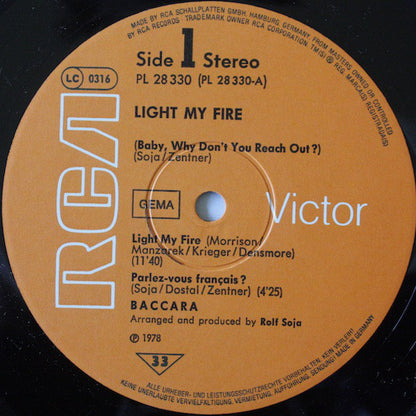 MADE BY RCA SCHALLPLATTEN GMBH, HAMBURG, GERMANY, FROM MASTERS OWNED OR CONTROLLED
BY RCA RECORDS TRADEMARK OWNER RCA CORPORATION TM(S) ® REG. MARCA(S) REGISTRADA(S)
Side 1 Stereo
PL 28 330 (PL 28 330-A)
LC 0316
LIGHT MY FIRE
(Baby, Why Don't You Reach Out?)
(Soja/Zentner)
RCA
GEMA
Victor
Light My Fire (Morrison/
Manzarek/Krieger/Densmore)
(11'40)
Parlez-vous français?
(Soja/Dostal/Zentner) (4'25)
BACCARA
Arranged and produced by Rolf Soja
℗ 1978
33
ALLE URHEBER- UND LEISTUNGSSCHUTZRECHTE VORBEHALTEN. KEIN VERLEIH!
KEINE UNERLAUBTE VERVIELFÄLTIGUNG, VERMIETUNG, AUFFÜHRUNG, SENDUNG! MADE IN GERMANY